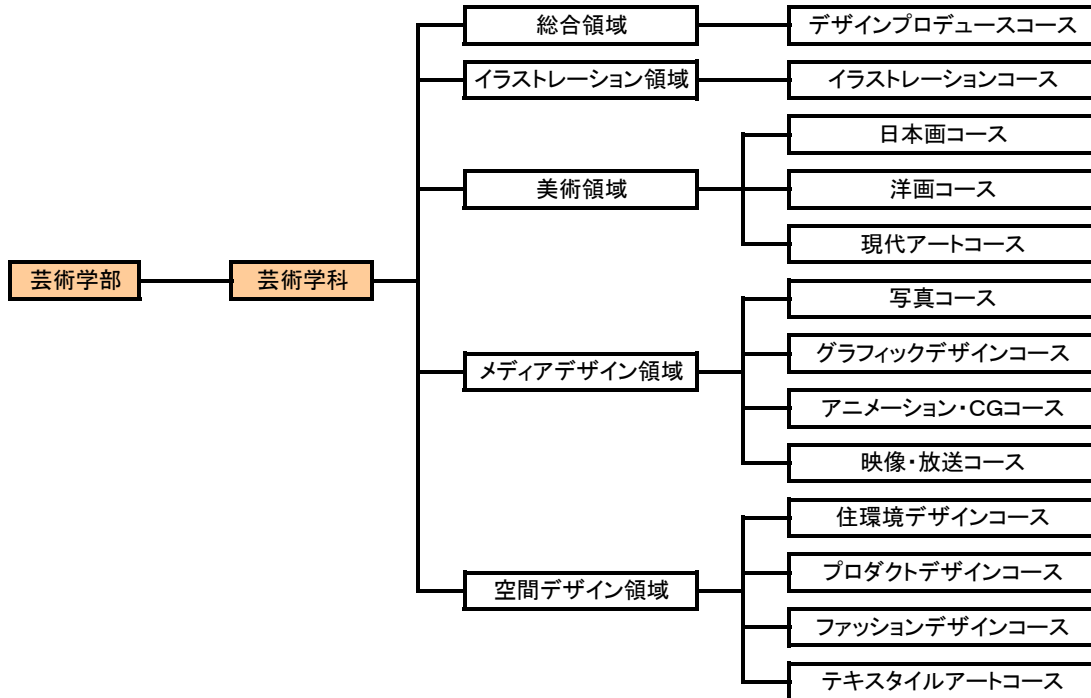 芸術学部
芸術学科
総合領域
デザインプロデュースコース
イラストレーション領域
イラストレーションコース
美術領域
日本画コース
洋画コース
現代アートコース
メディアデザイン領域
写真コース
グラフィックデザインコース
アニメーション・CGコース
映像・放送コース
空間デザイン領域
住環境デザインコース
プロダクトデザインコース
ファッションデザインコース
テキスタイルアートコース